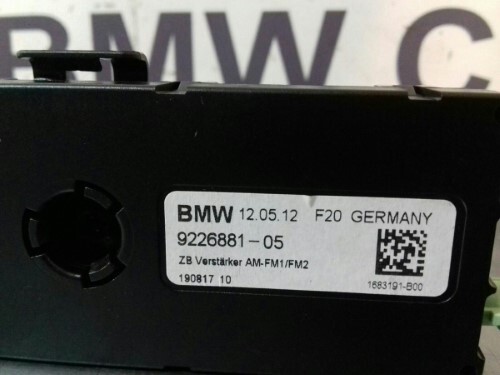 BMW.C
BMW 12.05.12 F20 GERMANY
9226881-05
ZB Verstärker AM-FM1/FM2
190817 10
1683191-B00